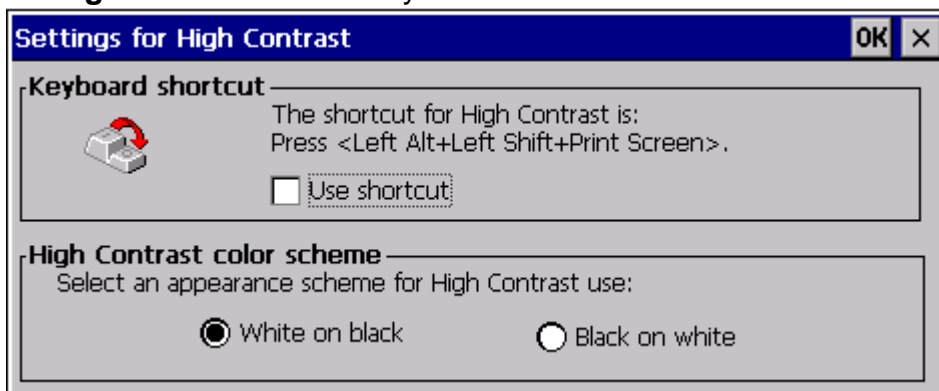 Settings for High Contrast OK ×
Keyboard shortcut
The shortcut for High Contrast is:
Press <Left Alt+Left Shift+Print Screen>.
Use shortcut
High Contrast color scheme
Select an appearance scheme for High Contrast use:
White on black Black on white